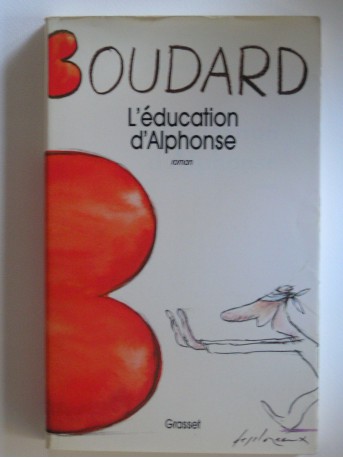 BOUDARD
L'éducation
d'Alphonse
roman
Grasset